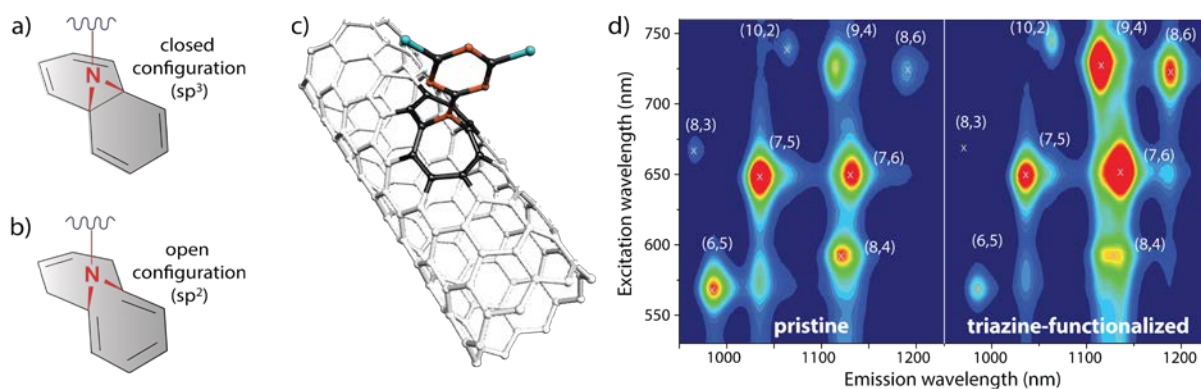 a)
N
closed
configuration
(sp³)
b)
N
open
configuration
(sp²)
c)
d)
Excitation wavelength (nm)
750
700
650
600
550
(10,2)
(9,4)
(8,6)
(8,3)
(7,5)
(7,6)
(6,5)
(8,4)
pristine
(10,2)
(9,4)
(8,6)
(8,3)
(7,5)
(7,6)
(6,5)
(8,4)
triazine-functionalized
1000
1100
1200
1000
1100
1200
Emission wavelength (nm)